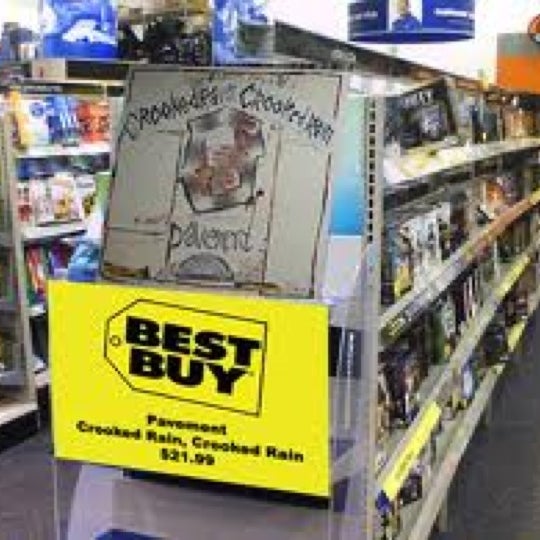 Crooked Rain Crooked Rain
Pavement
BEST
BUY
Pavement
Crooked Rain, Crooked Rain
$21.99